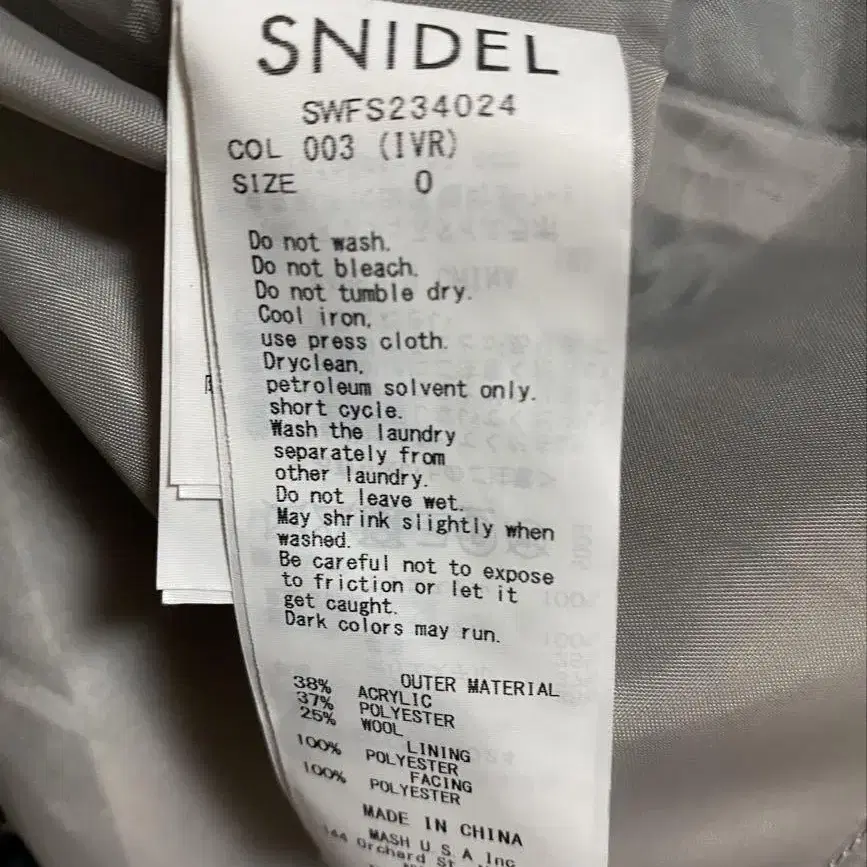 SNIDEL
SWFS234024
COL 003 (IVR)
SIZE 0
Do not wash.
Do not bleach.
Do not tumble dry.
Cool iron,
use press cloth.
Dryclean,
petroleum solvent only.
short cycle.
Wash the laundry
separately from
other laundry.
Do not leave wet.
May shrink slightly when
washed.
Be careful not to expose
to friction or let it
get caught.
Dark colors may run.
OUTER MATERIAL
38% ACRYLIC
37% POLYESTER
25% WOOL
LINING
100% POLYESTER
FACING
100% POLYESTER
MADE IN CHINA
MASH U.S.A.Inc
144 Orchard St